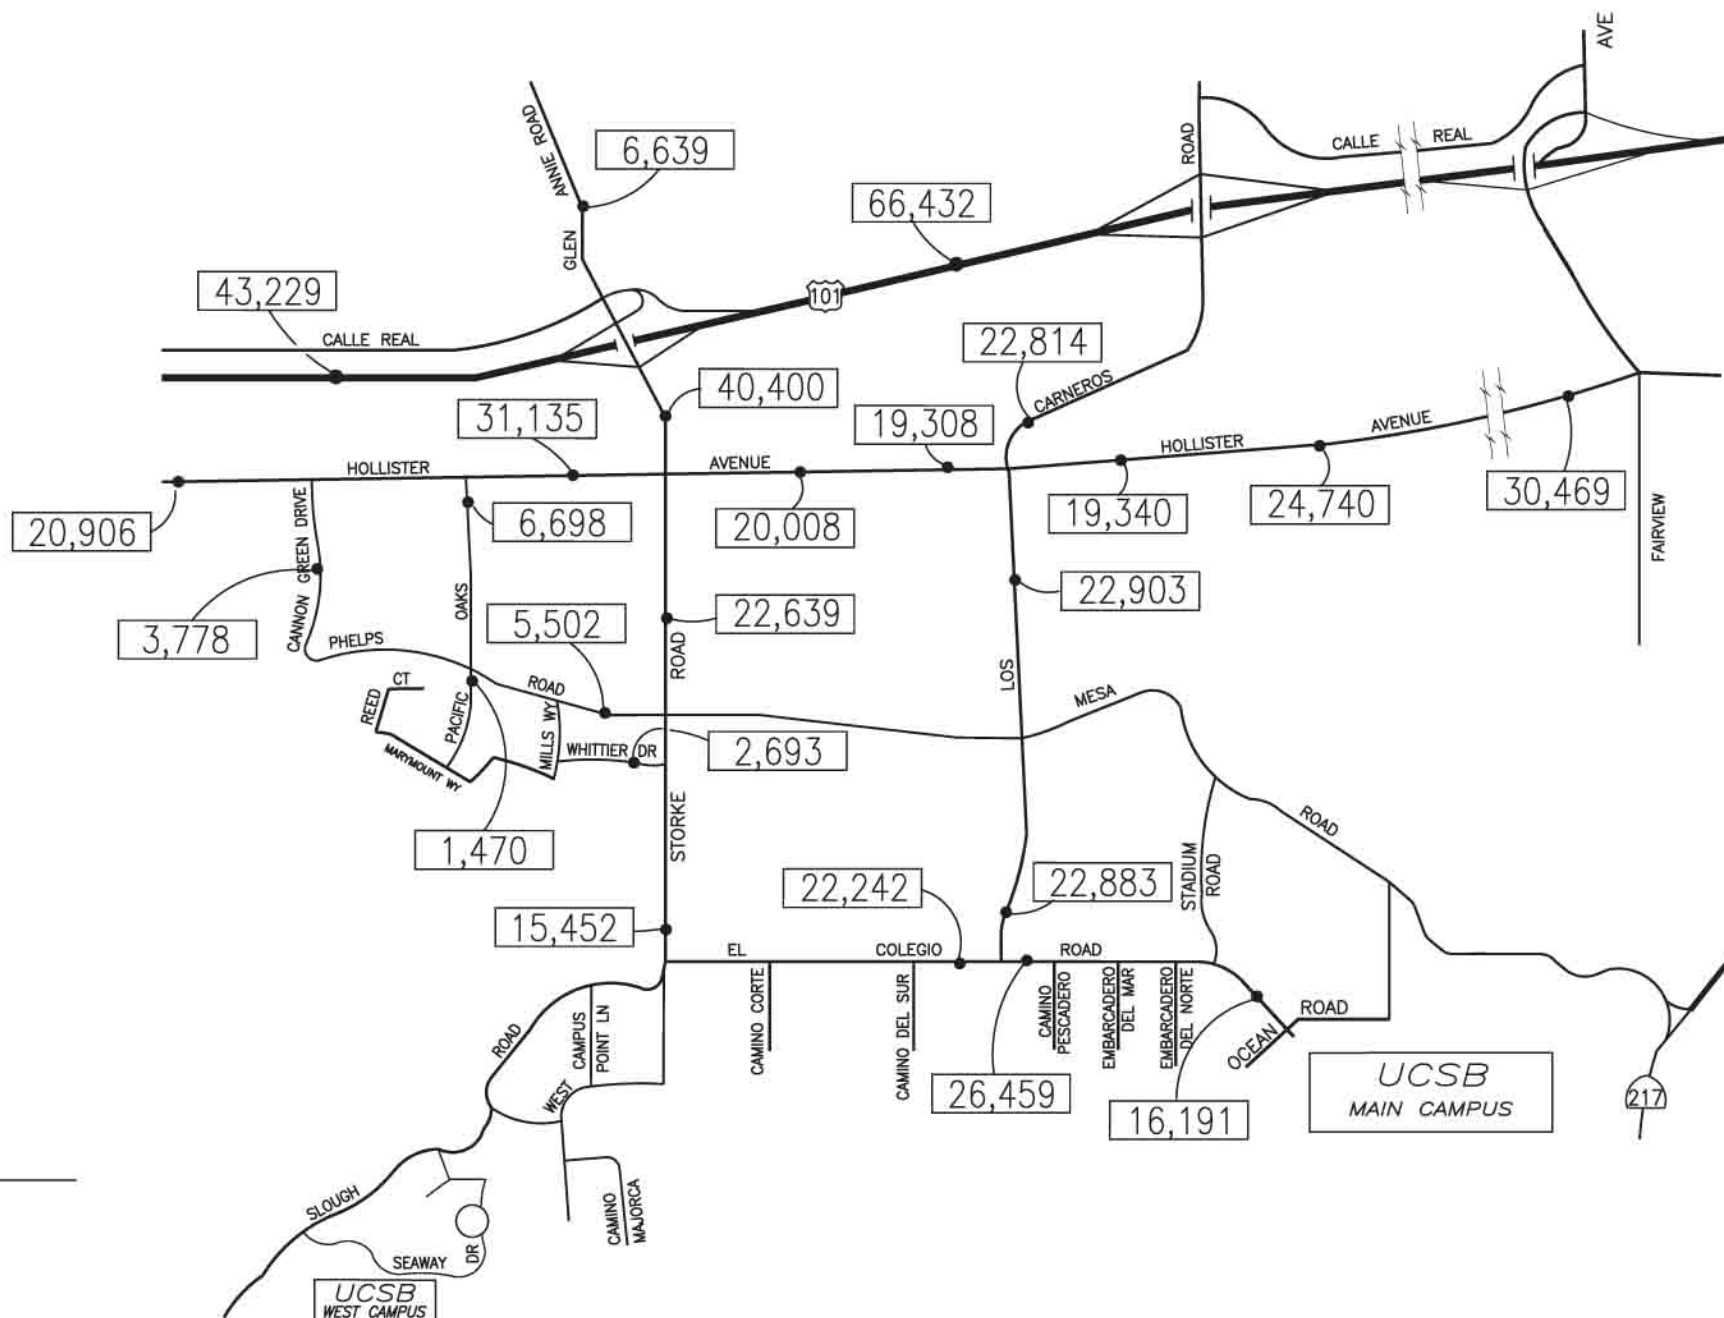 AVE
ANNIE ROAD
6,639
ROAD
CALLE REAL
66,432
GLEN
43,229
101
CALLE REAL
22,814
40,400
CARNEROS
31,135
19,308
HOLLISTER
AVENUE
HOLLISTER
AVENUE
20,906
6,698
20,008
19,340
24,740
30,469
CANNON GREEN DRIVE
FAIRVIEW
3,778
OAKS
5,502
22,639
22,903
PHELPS
ROAD
ROAD
LOS
MESA
REED
CT
PACIFIC
MILLS WY
WHITTIER DR
2,693
MARYMOUNT WY
1,470
STORKE
ROAD
STADIUM
ROAD
22,242
22,883
15,452
EL
COLEGIO
ROAD
CAMINO CORTE
CAMINO DEL SUR
CAMINO
PESCADERO
EMBARCADERO
DEL MAR
EMBARCADERO
DEL NORTE
OCEAN
ROAD
ROAD
CAMPUS
POINT LN
WEST
26,459
16,191
UCSB
MAIN CAMPUS
217
SLOUGH
CAMINO
MAJORCA
SEAWAY
DR
UCSB
WEST CAMPUS